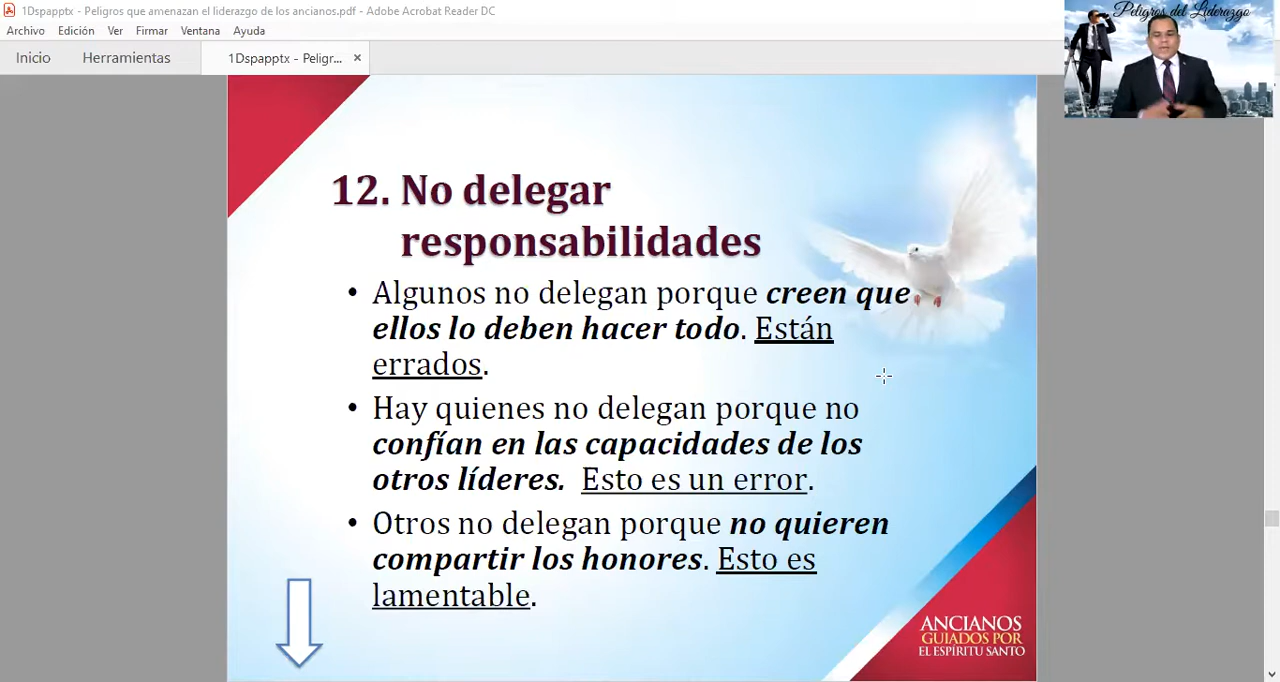 1Dspapptx - Peligros que amenazan el liderazgo de los ancianos.pdf - Adobe Acrobat Reader DC
Archivo Edición Ver Firmar Ventana Ayuda
Inicio Herramientas 1Dspapptx - Peligr... ×
Peligros del Liderazgo
12. No delegar
responsabilidades
• Algunos no delegan porque creen que
ellos lo deben hacer todo. Están
errados.
• Hay quienes no delegan porque no
confían en las capacidades de los
otros líderes. Esto es un error.
• Otros no delegan porque no quieren
compartir los honores. Esto es
lamentable.
ANCIANOS
GUIADOS POR
EL ESPÍRITU SANTO